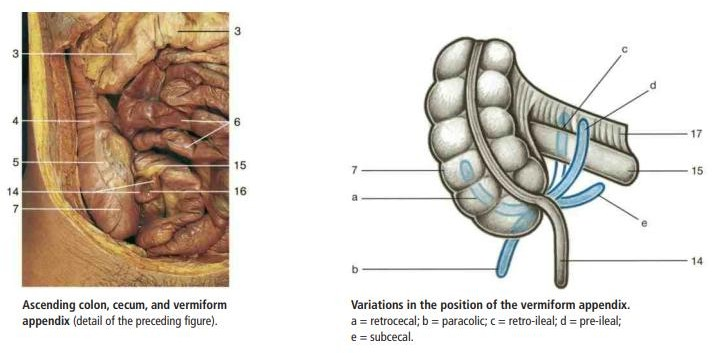 3
3
4
6
5
15
14
16
7
Ascending colon, cecum, and vermiform
appendix (detail of the preceding figure).
c
d
17
7
15
a
e
b
14
Variations in the position of the vermiform appendix.
a = retrocecal; b = paracolic; c = retro-ileal; d = pre-ileal;
e = subcecal.